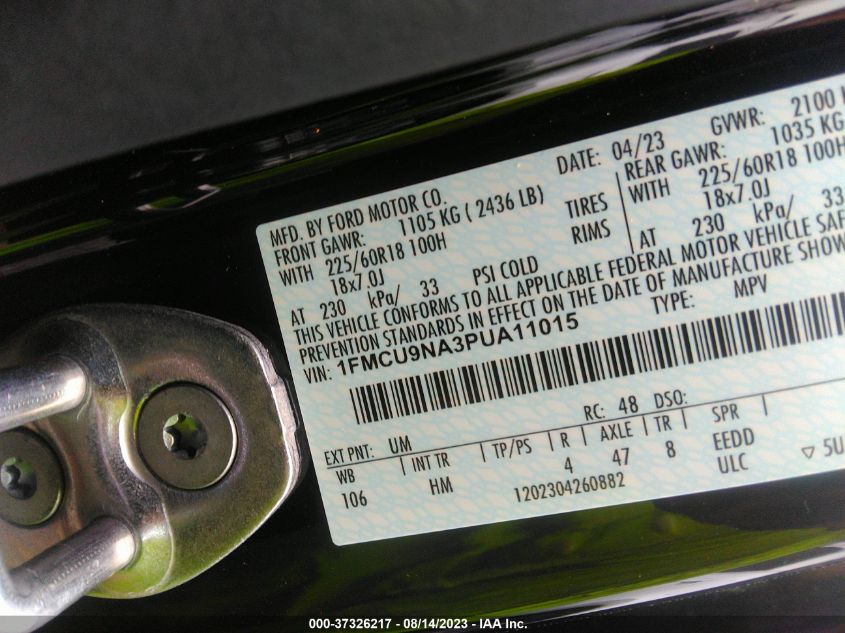 MFD. BY FORD MOTOR CO.
DATE: 04/23 GVWR: 2100
FRONT GAWR: 1105 KG ( 2436 LB) REAR GAWR: 1035 KG
WITH 225/60R18 100H TIRES WITH 225/60R18 100H
18x7.0J RIMS 18x7.0J
AT 230 kPa/ 33 PSI COLD AT 230 kPa/ 33
THIS VEHICLE CONFORMS TO ALL APPLICABLE FEDERAL MOTOR VEHICLE
PREVENTION STANDARDS IN EFFECT ON THE DATE OF MANUFACTURE
VIN: 1FMCU9NA3PUA11015 TYPE: MPV
EXT PNT: UM RC: 48 DSO:
WB INT TR TP/PS R AXLE TR SPR
106 HM 4 47 8 EEDD
1202304260882 ULC ▽ 5U
000-37326217 - 08/14/2023 - IAA Inc.